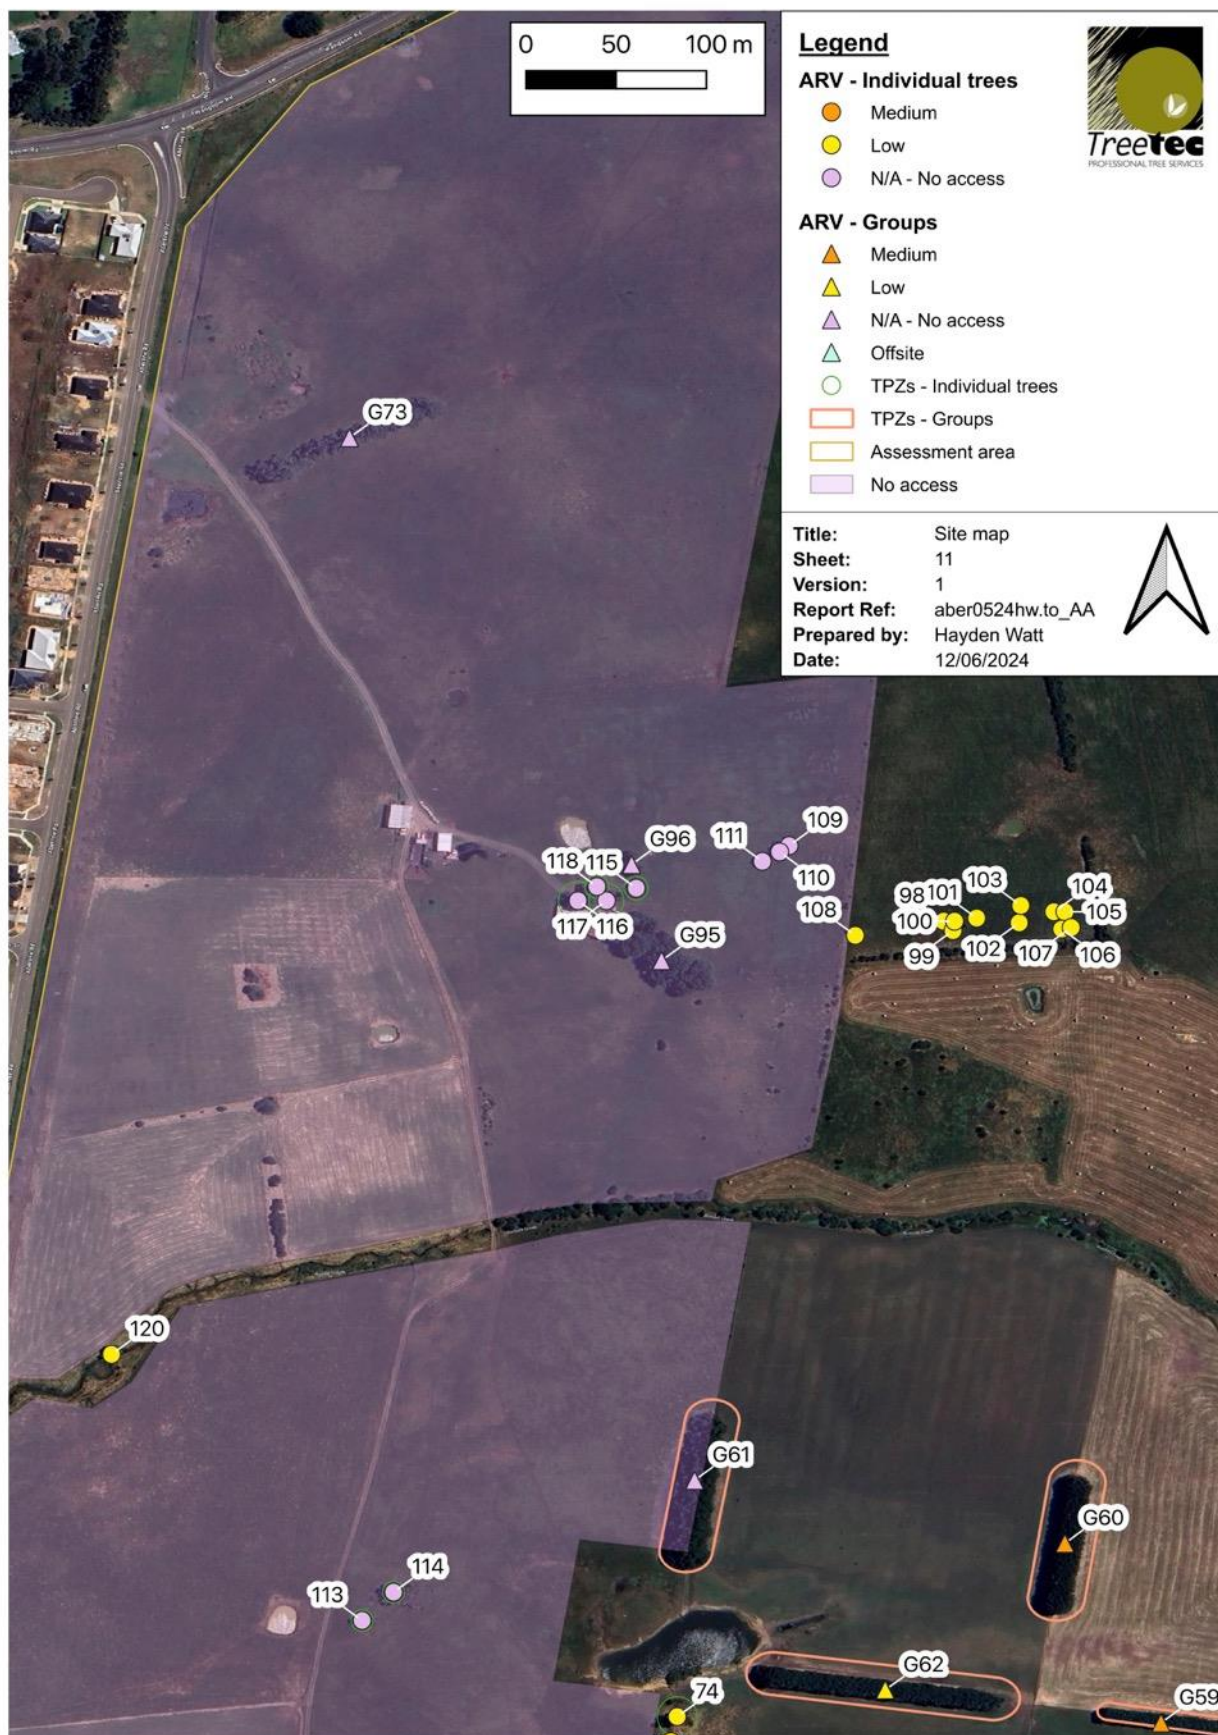 0 50 100 m
Legend
ARV - Individual trees
Medium
Low
N/A - No access
ARV - Groups
Medium
Low
N/A - No access
Offsite
TPZs - Individual trees
TPZs - Groups
Assessment area
No access
Treetec
PROFESSIONAL TREE SERVICES
Title: Site map
Sheet: 11
Version: 1
Report Ref: aber0524hw.to_AA
Prepared by: Hayden Watt
Date: 12/06/2024
G73
109
111
G96
118
115
110
103
104
101
98
105
108
100
117
116
99
102
107
106
G95
120
G61
G60
114
113
G62
74
G59